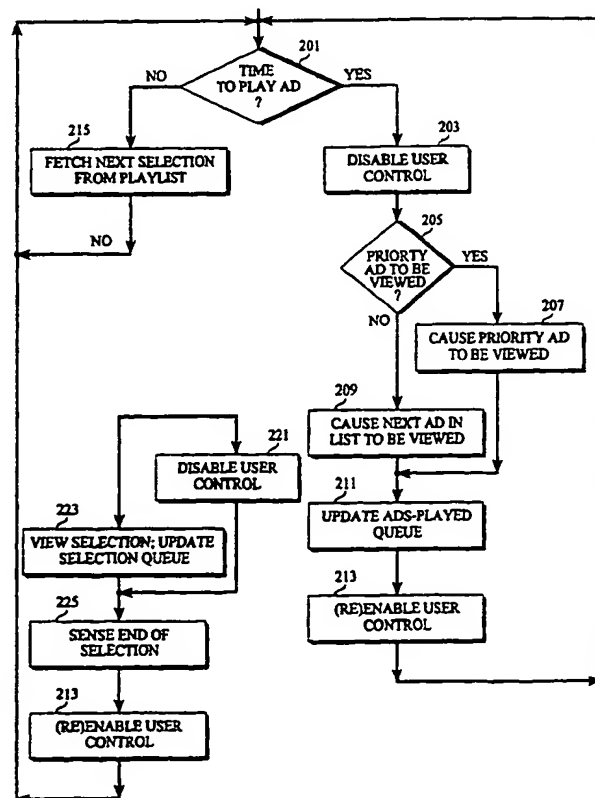 201
TIME
TO PLAY AD
?
NO
YES
215
FETCH NEXT SELECTION
FROM PLAYLIST
NO
203
DISABLE USER
CONTROL
205
PRIORTY
AD TO BE
VIEWED
?
YES
NO
207
CAUSE PRIORITY AD
TO BE VIEWED
209
CAUSE NEXT AD IN
LIST TO BE VIEWED
221
DISABLE USER
CONTROL
211
UPDATE ADS-PLAYED
QUEUE
223
VIEW SELECTION; UPDATE
SELECTION QUEUE
213
(RE)ENABLE USER
CONTROL
225
SENSE END OF
SELECTION
213
(RE)ENABLE USER
CONTROL